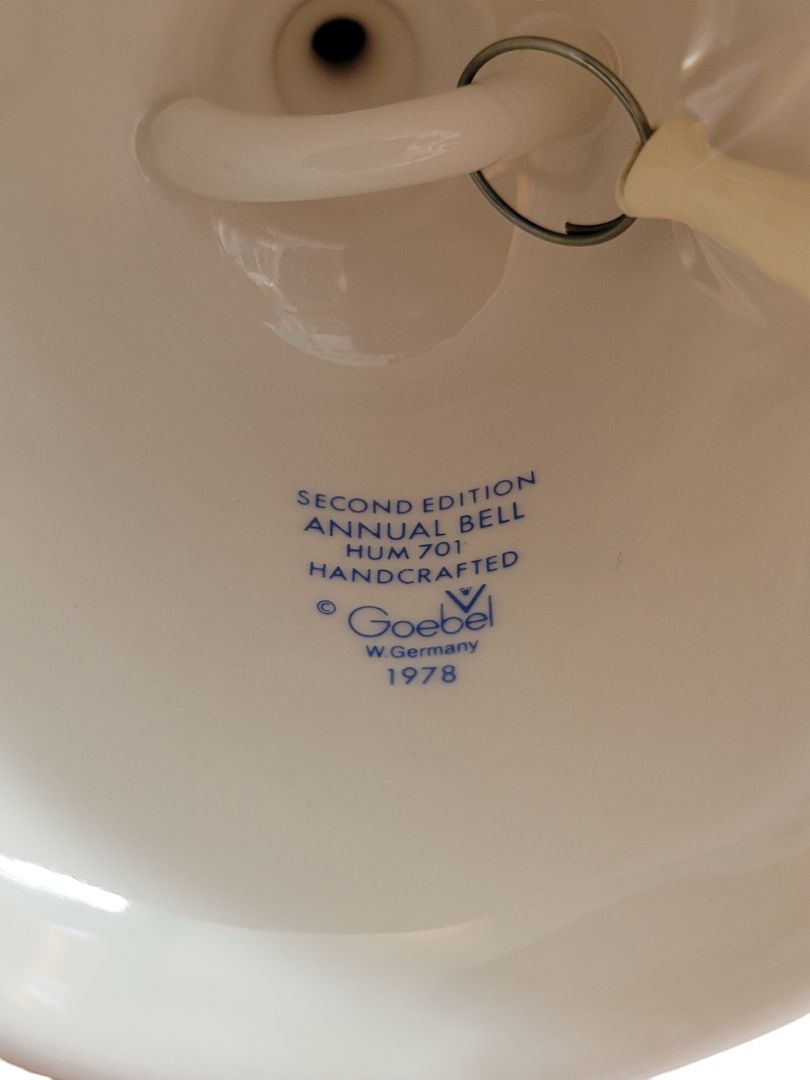 SECOND EDITION
ANNUAL BELL
HUM 701
HANDCRAFTED
© Goebel
W.Germany
1978